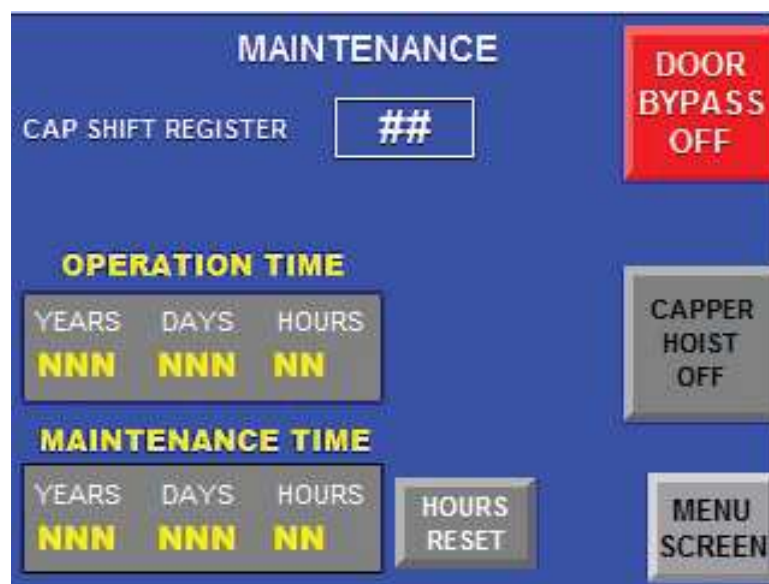 MAINTENANCE
DOOR
BYPASS
OFF
CAP SHIFT REGISTER ##
OPERATION TIME
YEARS DAYS HOURS
NNN NNN NN
CAPPER
HOIST
OFF
MAINTENANCE TIME
YEARS DAYS HOURS
NNN NNN NN
HOURS
RESET
MENU
SCREEN